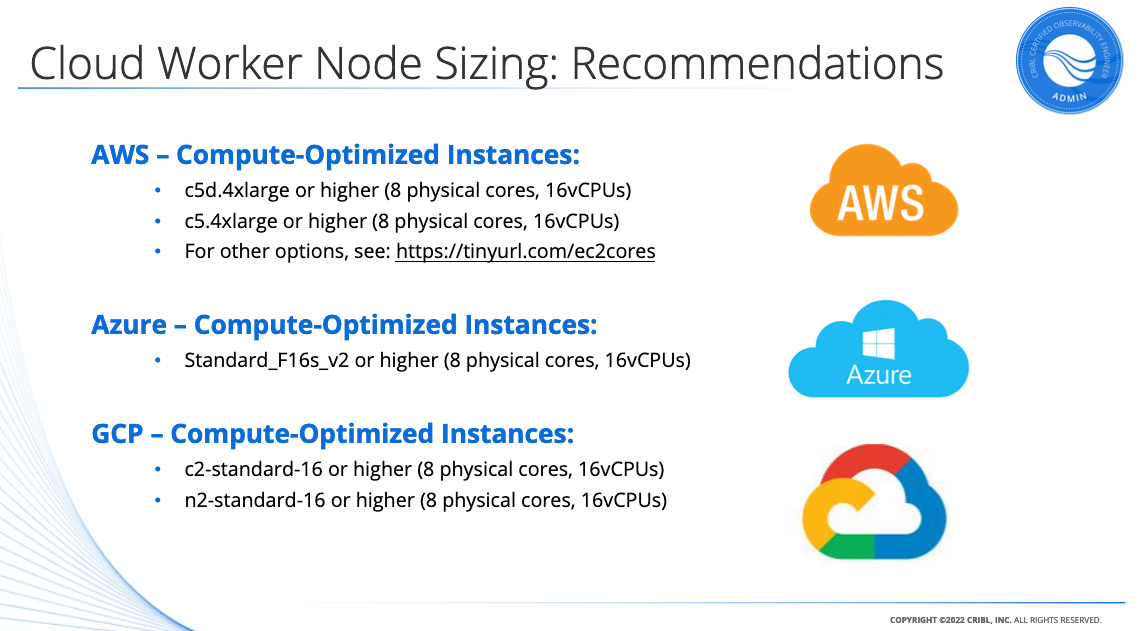 Cloud Worker Node Sizing: Recommendations
CRIBL CERTIFIED OBSERVABILITY ENGINEER
ADMIN
AWS – Compute-Optimized Instances:
• c5d.4xlarge or higher (8 physical cores, 16vCPUs)
• c5.4xlarge or higher (8 physical cores, 16vCPUs)
• For other options, see: https://tinyurl.com/ec2cores
AWS
Azure – Compute-Optimized Instances:
• Standard_F16s_v2 or higher (8 physical cores, 16vCPUs)
Azure
GCP – Compute-Optimized Instances:
• c2-standard-16 or higher (8 physical cores, 16vCPUs)
• n2-standard-16 or higher (8 physical cores, 16vCPUs)
COPYRIGHT ©2022 CRIBL, INC. ALL RIGHTS RESERVED.